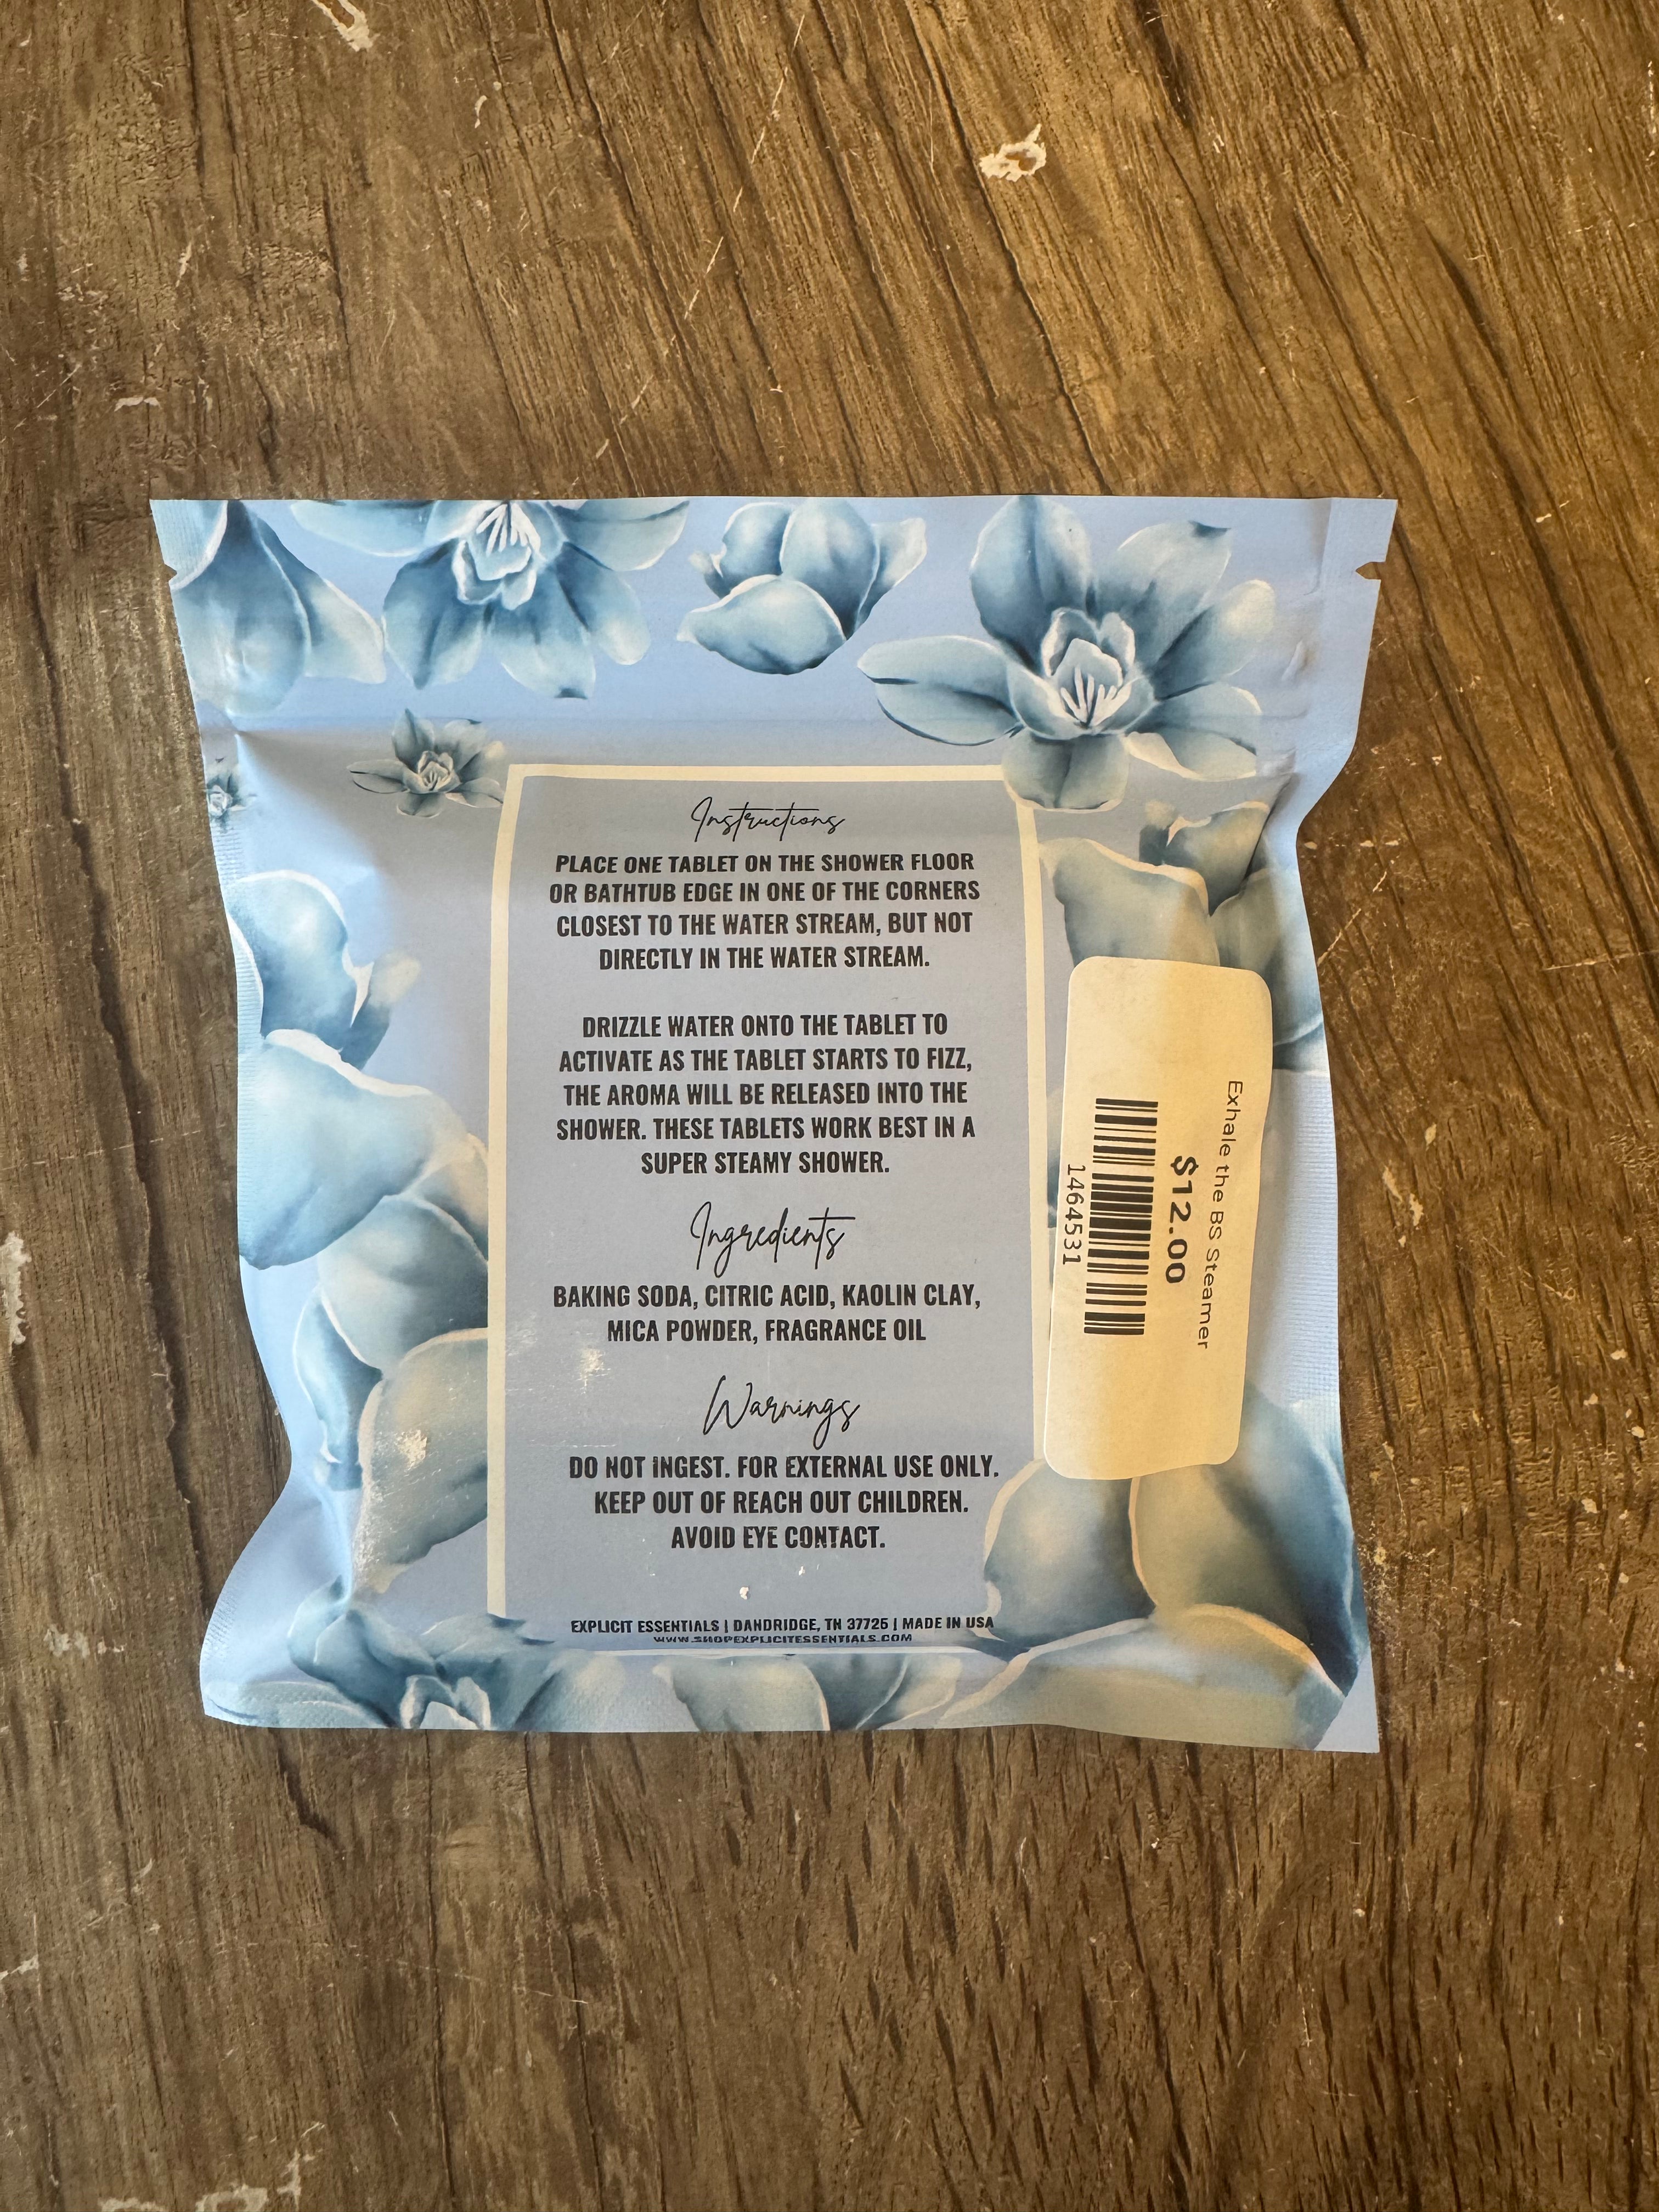 Instructions
PLACE ONE TABLET ON THE SHOWER FLOOR
OR BATHTUB EDGE IN ONE OF THE CORNERS
CLOSEST TO THE WATER STREAM, BUT NOT
DIRECTLY IN THE WATER STREAM.
DRIZZLE WATER ONTO THE TABLET TO
ACTIVATE AS THE TABLET STARTS TO FIZZ,
THE AROMA WILL BE RELEASED INTO THE
SHOWER. THESE TABLETS WORK BEST IN A
SUPER STEAMY SHOWER.
Ingredients
BAKING SODA, CITRIC ACID, KAOLIN CLAY,
MICA POWDER, FRAGRANCE OIL
Warnings
DO NOT INGEST. FOR EXTERNAL USE ONLY.
KEEP OUT OF REACH OUT CHILDREN.
AVOID EYE CONTACT.
EXPLICIT ESSENTIALS | DANDRIDGE, TN 37725 | MADE IN USA
WWW.SHOPEXPLICITESSENTIALS.COM
Exhale the BS Steamer
$12.00
1464531